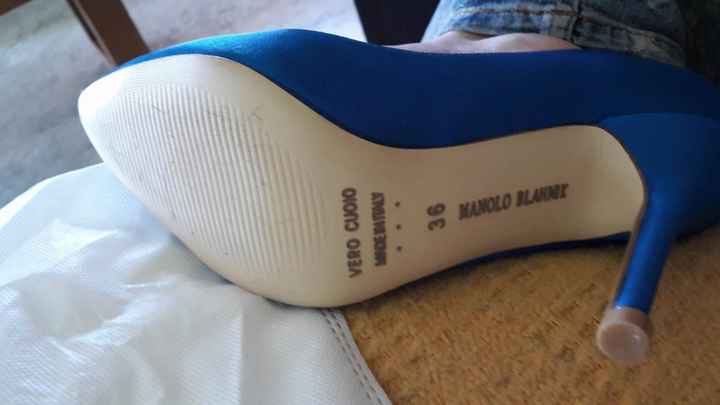 VERO CUOIO
MADE IN ITALY
36
MANOLO BLAHNIK